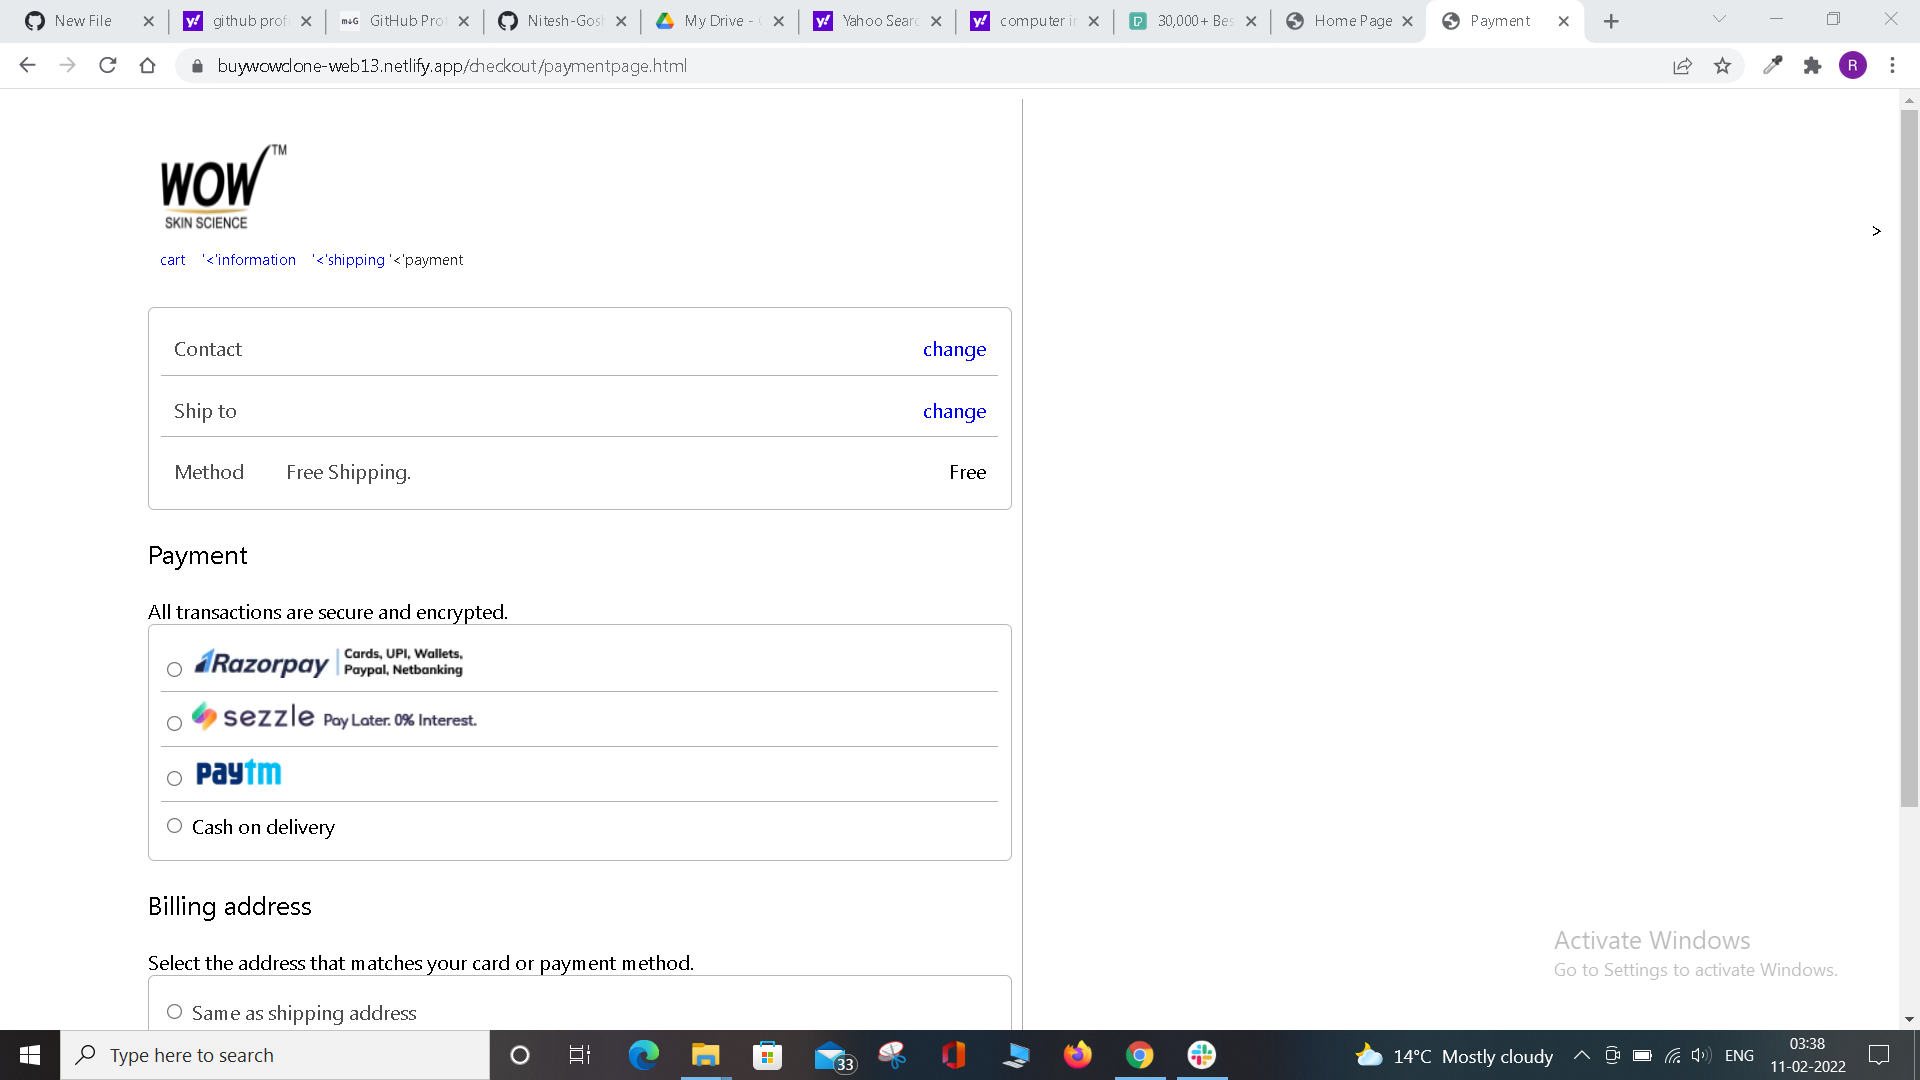 New File
github profi
M↓G GitHub Pro
Nitesh-Gosh
My Drive -
Yahoo Searc
computer i
30,000+ Bes
Home Page
Payment
buywowclone-web13.netlify.app/checkout/paymentpage.html
R
WOW TM
SKIN SCIENCE
>
cart '<'information '<'shipping '<'payment
Contact change
Ship to change
Method Free Shipping. Free
Payment
All transactions are secure and encrypted.
Razorpay Cards, UPI, Wallets,
Paypal, Netbanking
sezzle Pay Later. 0% Interest.
paytm
Cash on delivery
Billing address
Select the address that matches your card or payment method.
Same as shipping address
Activate Windows
Go to Settings to activate Windows.
Type here to search
33
14°C Mostly cloudy
ENG
03:38
11-02-2022